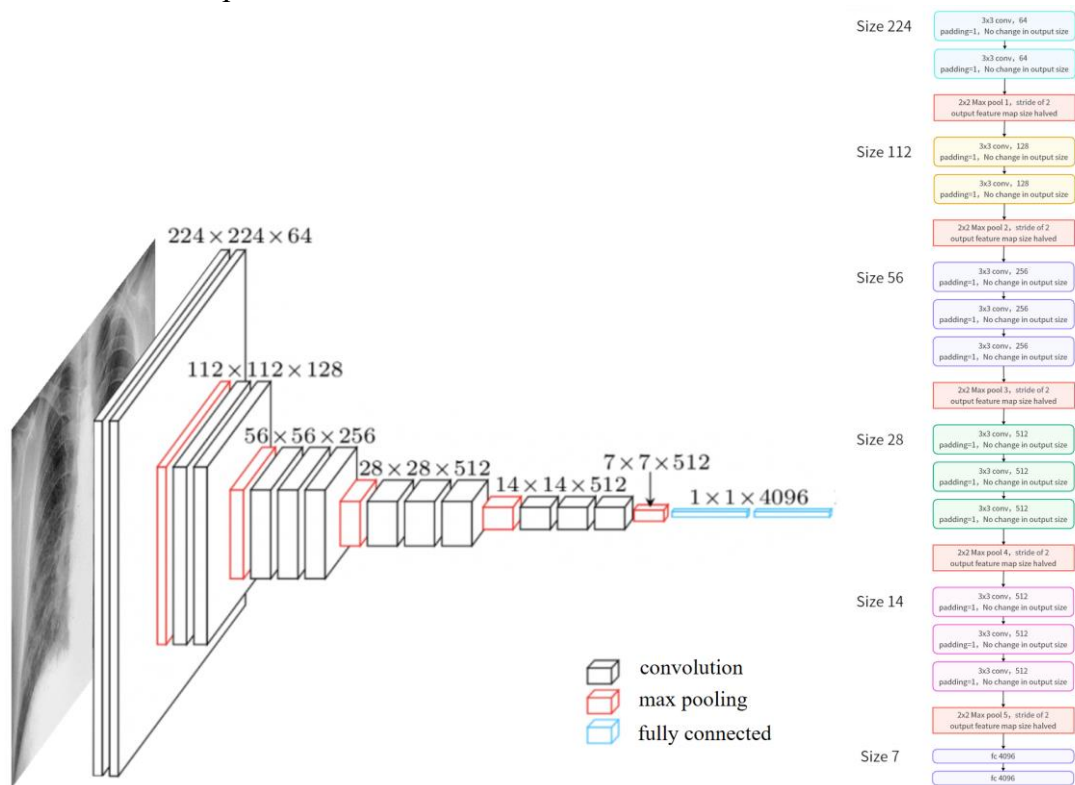 224 × 224 × 64
112 × 112 × 128
56 × 56 × 256
28 × 28 × 512
14 × 14 × 512
7 × 7 × 512
1 × 1 × 4096
convolution
max pooling
fully connected
Size 224
3x3 conv, 64
padding=1, No change in output size
3x3 conv, 64
padding=1, No change in output size
2x2 Max pool 1, stride of 2
output feature map size halved
Size 112
3x3 conv, 128
padding=1, No change in output size
3x3 conv, 128
padding=1, No change in output size
2x2 Max pool 2, stride of 2
output feature map size halved
Size 56
3x3 conv, 256
padding=1, No change in output size
3x3 conv, 256
padding=1, No change in output size
3x3 conv, 256
padding=1, No change in output size
2x2 Max pool 3, stride of 2
output feature map size halved
Size 28
3x3 conv, 512
padding=1, No change in output size
3x3 conv, 512
padding=1, No change in output size
3x3 conv, 512
padding=1, No change in output size
2x2 Max pool 4, stride of 2
output feature map size halved
Size 14
3x3 conv, 512
padding=1, No change in output size
3x3 conv, 512
padding=1, No change in output size
3x3 conv, 512
padding=1, No change in output size
2x2 Max pool 5, stride of 2
output feature map size halved
Size 7
fc 4096
fc 4096